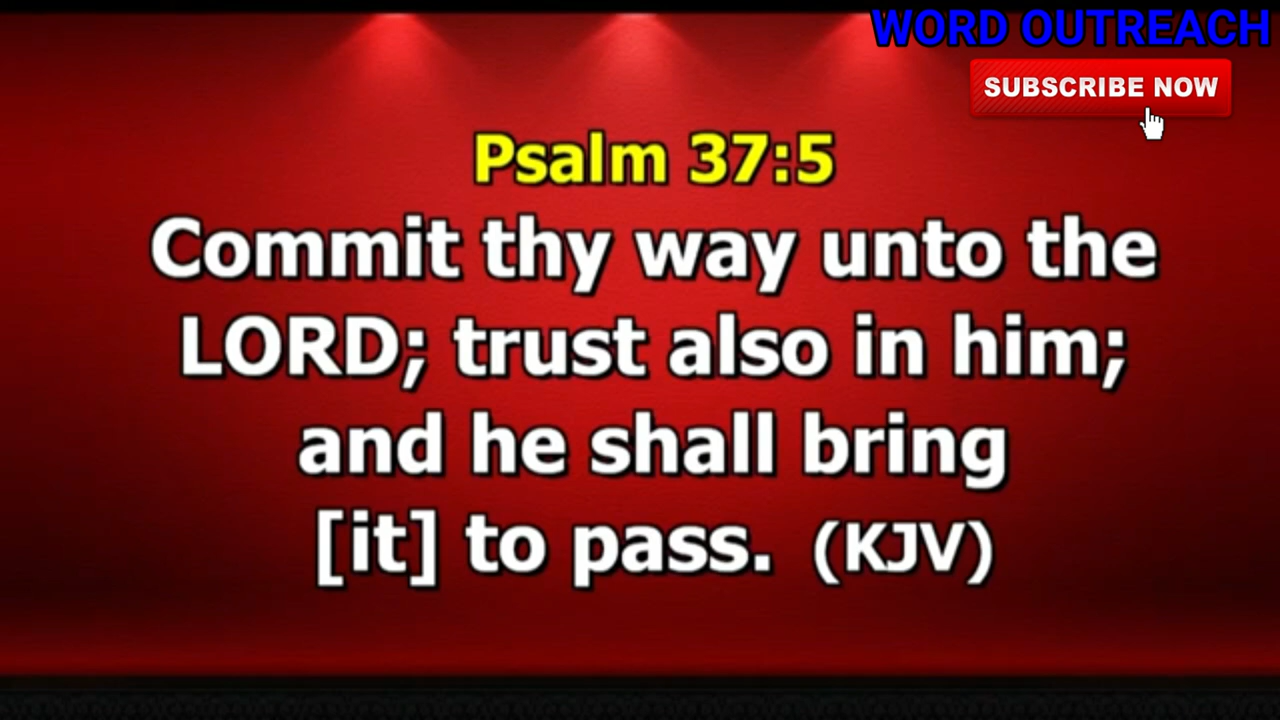 WORD OUTREACH
SUBSCRIBE NOW
Psalm 37:5
Commit thy way unto the
LORD; trust also in him;
and he shall bring
[it] to pass. (KJV)